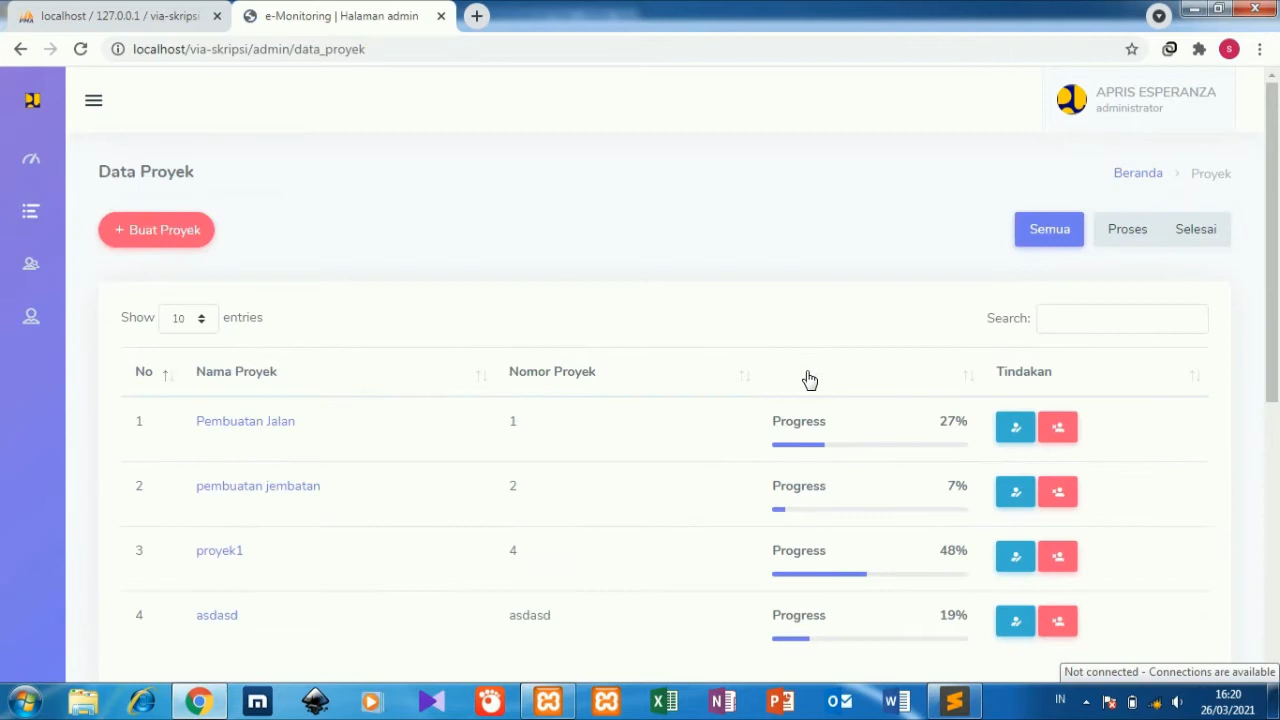 localhost / 127.0.0.1 / via-skripsi
e-Monitoring | Halaman admin
localhost/via-skripsi/admin/data_proyek
s
APRIS ESPERANZA
administrator
Data Proyek
Beranda > Proyek
+ Buat Proyek
Semua Proses Selesai
Show 10 entries
Search:
No Nama Proyek Nomor Proyek Tindakan
1 Pembuatan Jalan 1 Progress 27%
2 pembuatan jembatan 2 Progress 7%
3 proyek1 4 Progress 48%
4 asdasd asdasd Progress 19%
Not connected - Connections are available
IN
16:20
26/03/2021